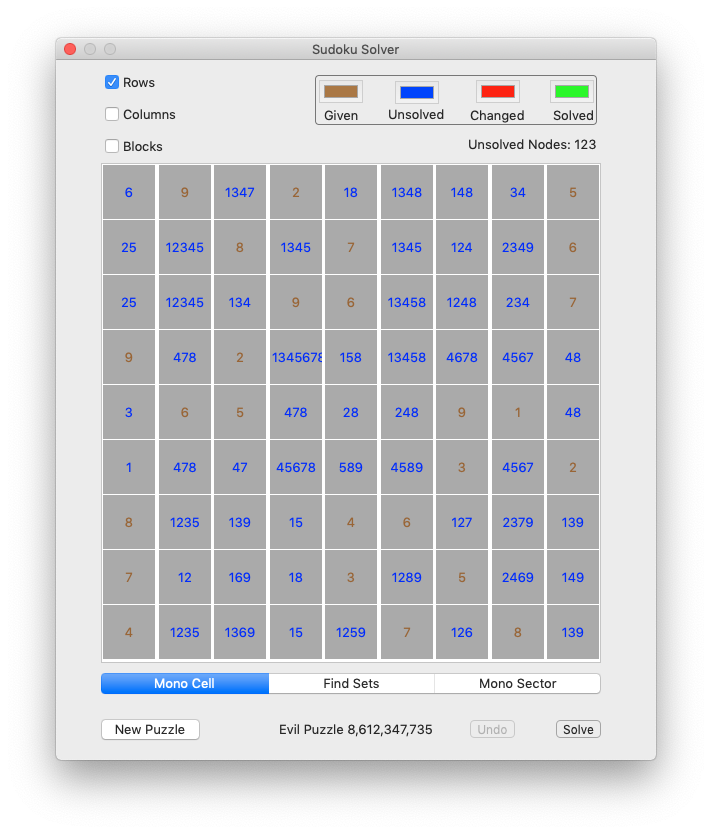 Sudoku Solver
Rows
Columns
Blocks
Given Unsolved Changed Solved
Unsolved Nodes: 123
6 9 1347 2 18 1348 148 34 5
25 12345 8 1345 7 1345 124 2349 6
25 12345 134 9 6 13458 1248 234 7
9 478 2 1345678 158 13458 4678 4567 48
3 6 5 478 28 248 9 1 48
1 478 47 45678 589 4589 3 4567 2
8 1235 139 15 4 6 127 2379 139
7 12 169 18 3 1289 5 2469 149
4 1235 1369 15 1259 7 126 8 139
Mono Cell Find Sets Mono Sector
New Puzzle Evil Puzzle 8,612,347,735 Undo Solve